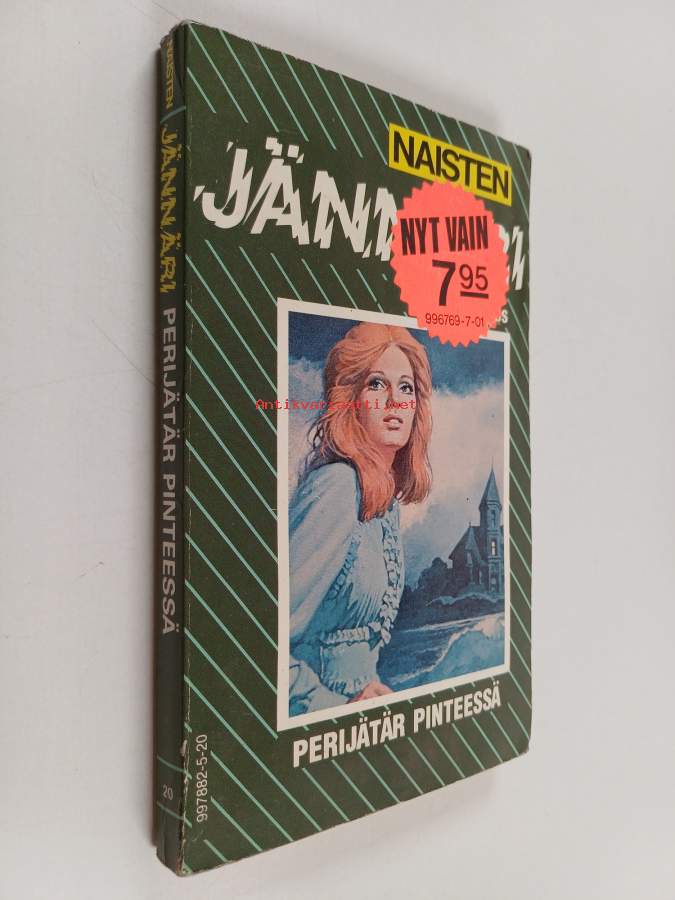 NAISTEN
JÄNNÄRI
PERIJÄTÄR PINTEESSÄ
20
NAISTEN
JÄNN
NYT VAIN
7 95
996769-7-01
Antikvariaatti.net
PERIJÄTÄR PINTEESSÄ
997882-5-20